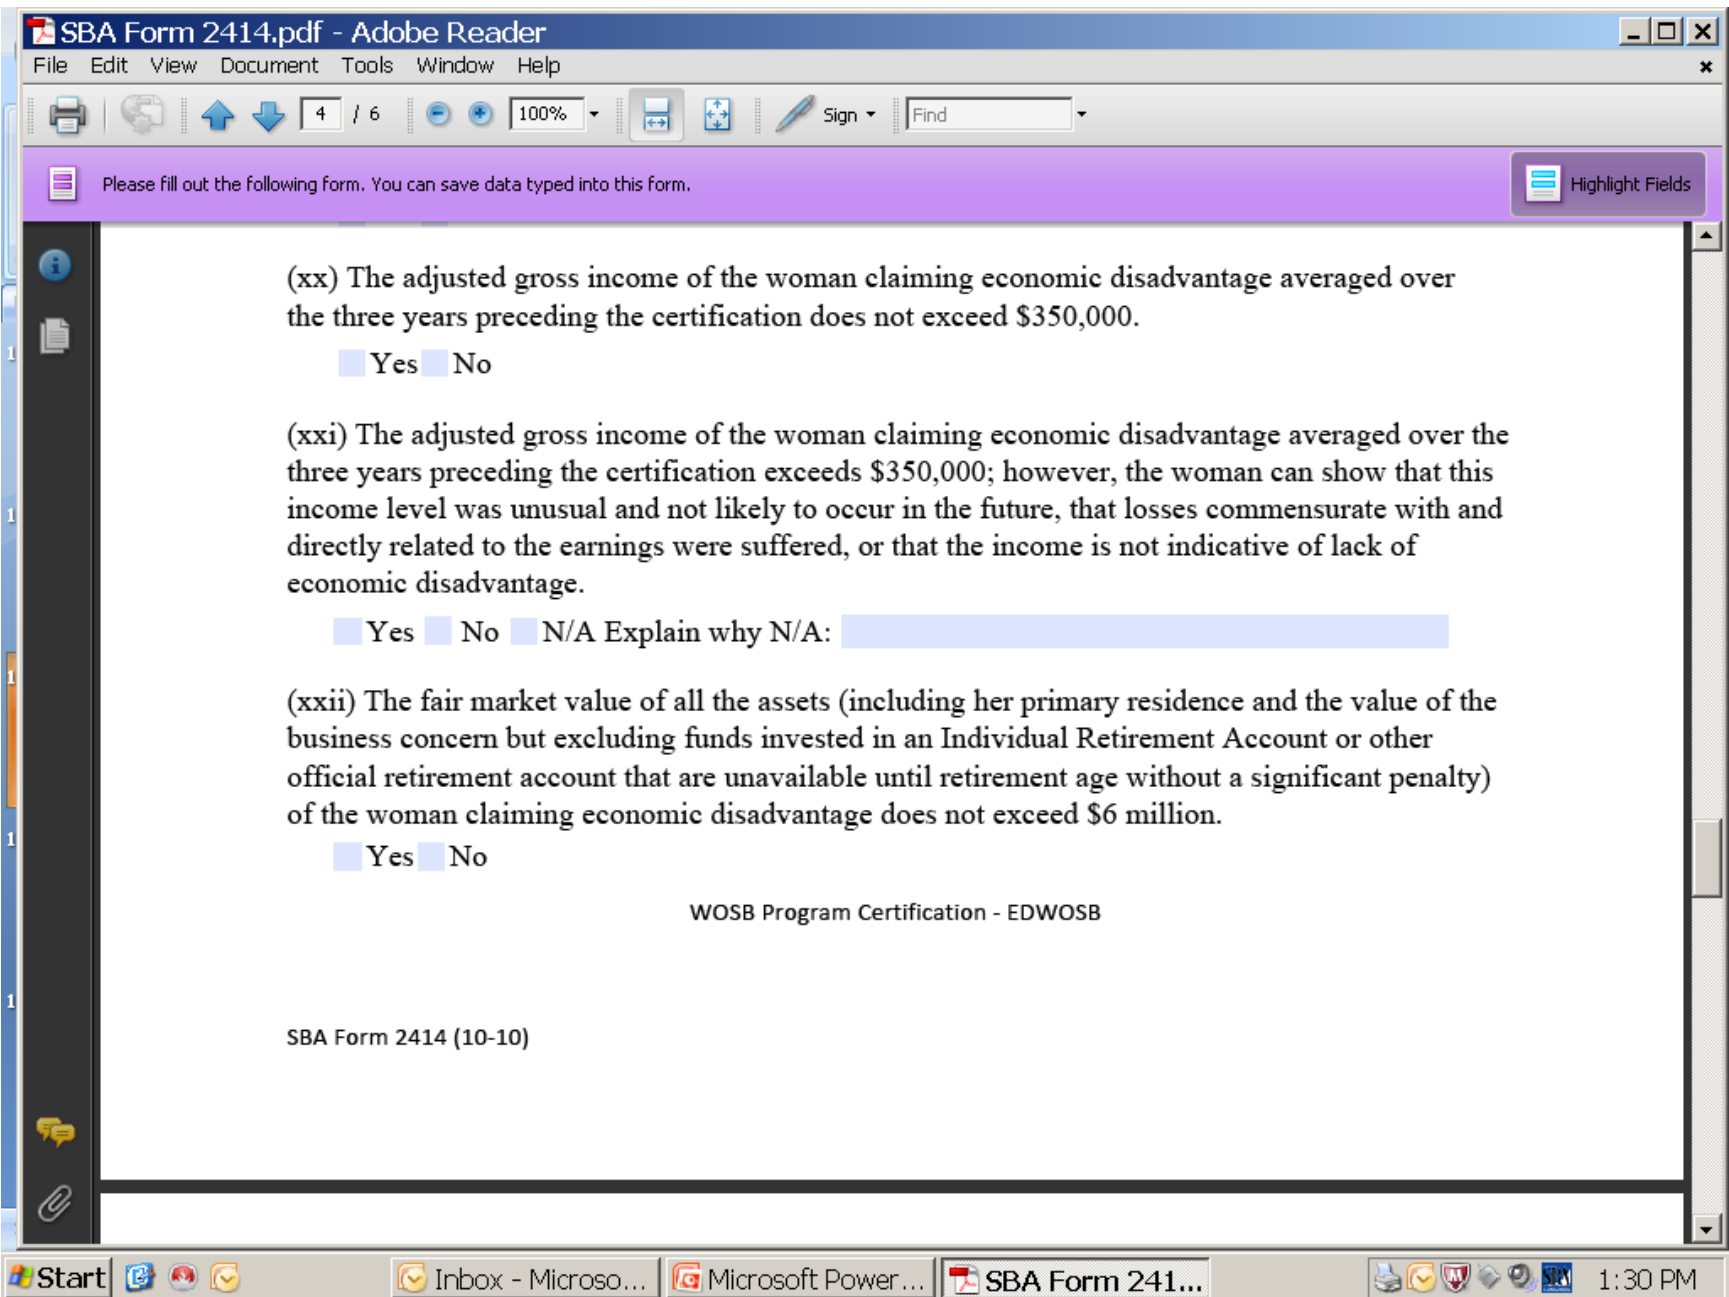 SBA Form 2414.pdf - Adobe Reader
File Edit View Document Tools Window Help
4 / 6 100% Sign Find
Please fill out the following form. You can save data typed into this form.
Highlight Fields
(xx) The adjusted gross income of the woman claiming economic disadvantage averaged over
the three years preceding the certification does not exceed $350,000.
Yes No
(xxi) The adjusted gross income of the woman claiming economic disadvantage averaged over the
three years preceding the certification exceeds $350,000; however, the woman can show that this
income level was unusual and not likely to occur in the future, that losses commensurate with and
directly related to the earnings were suffered, or that the income is not indicative of lack of
economic disadvantage.
Yes No N/A Explain why N/A:
(xxii) The fair market value of all the assets (including her primary residence and the value of the
business concern but excluding funds invested in an Individual Retirement Account or other
official retirement account that are unavailable until retirement age without a significant penalty)
of the woman claiming economic disadvantage does not exceed $6 million.
Yes No
WOSB Program Certification - EDWOSB
SBA Form 2414 (10-10)
Start Inbox - Microso... Microsoft Power... SBA Form 241... 1:30 PM